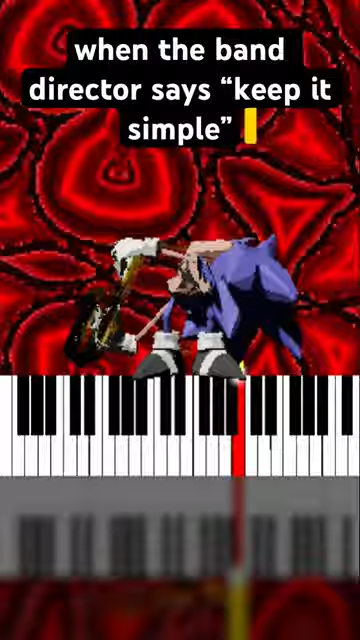 when the band
director says “keep it
simple”